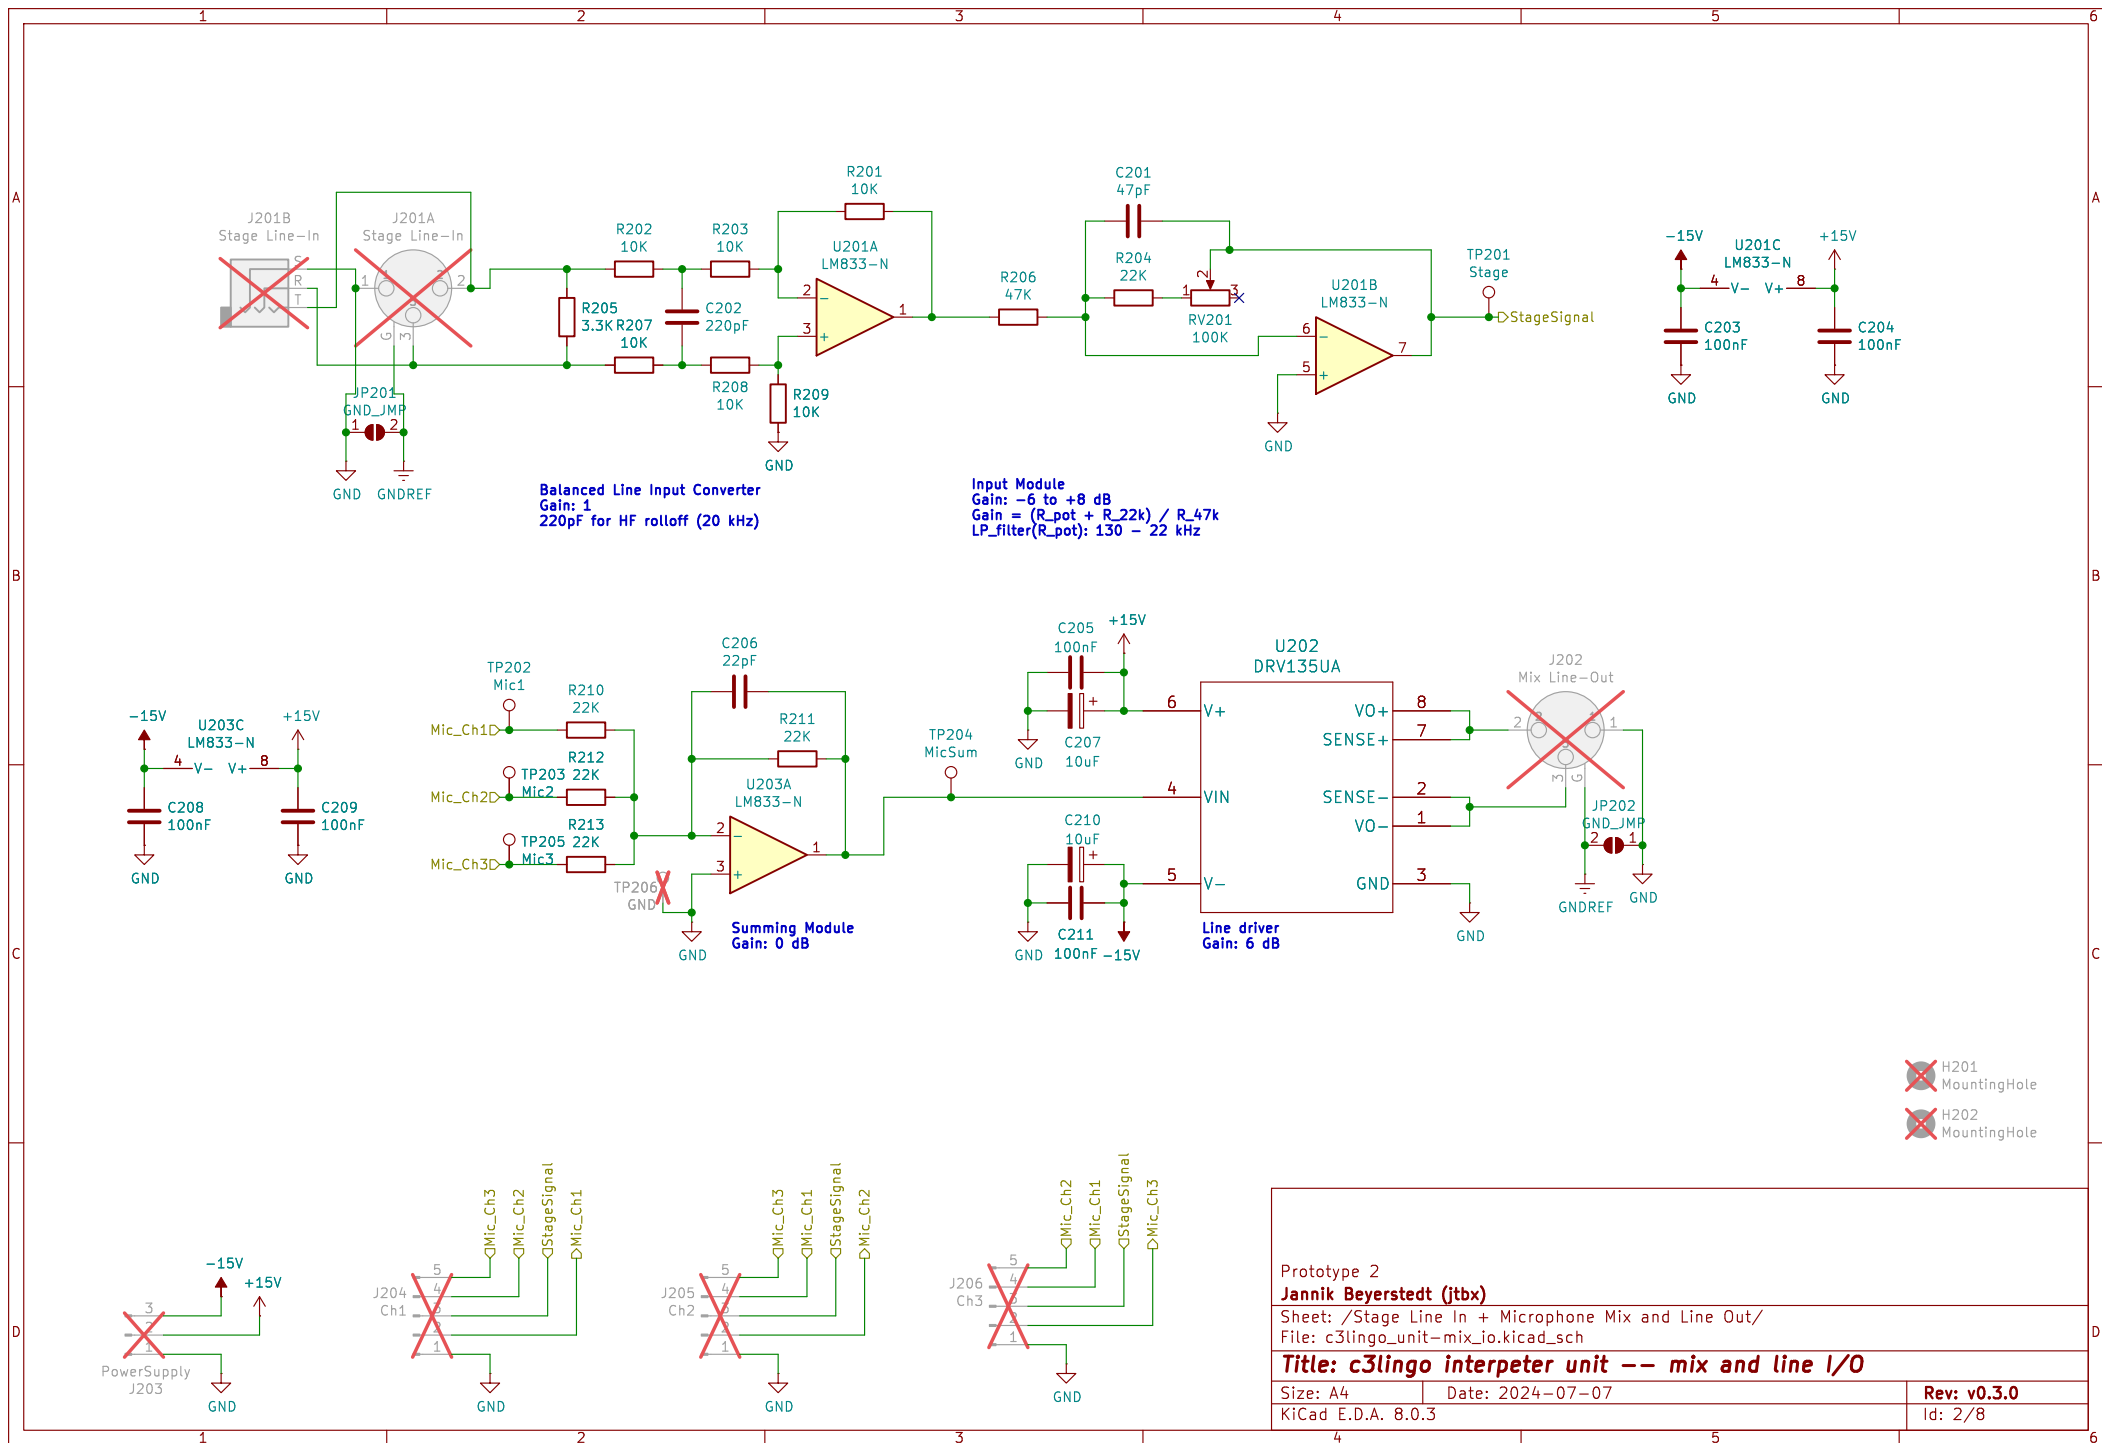 1 2 3 4 5 6
A A
B B
C C
D D
1 2 3 4 5 6
J201B
Stage Line-In
S
R
T
J201A
Stage Line-In
1
2
3
G
JP201
GND_JMP
1 2
GND
GNDREF
R202
10K
R203
10K
R205
3.3K
R207
10K
C202
220pF
R208
10K
R209
10K
GND
R201
10K
U201A
LM833-N
2
3
1
−
+
Balanced Line Input Converter
Gain: 1
220pF for HF rolloff (20 kHz)
R206
47K
C201
47pF
R204
22K
1
2
3
RV201
100K
U201B
LM833-N
6
5
7
−
+
GND
TP201
Stage
StageSignal
Input Module
Gain: -6 to +8 dB
Gain = (R_pot + R_22k) / R_47k
LP_filter(R_pot): 130 - 22 kHz
-15V
U201C
LM833-N
+15V
4 V- V+ 8
C203
100nF
C204
100nF
GND
GND
-15V
U203C
LM833-N
+15V
4 V- V+ 8
C208
100nF
C209
100nF
GND
GND
TP202
Mic1
Mic_Ch1
R210
22K
R212
22K
TP203
Mic2
Mic_Ch2
R213
22K
TP205
Mic3
Mic_Ch3
C206
22pF
R211
22K
U203A
LM833-N
2
3
1
−
+
TP206
GND
GND
Summing Module
Gain: 0 dB
TP204
MicSum
C205
100nF
+15V
C207
10uF
+
GND
C210
10uF
+
C211
100nF
GND
-15V
U202
DRV135UA
6 V+
4 VIN
5 V-
VO+ 8
SENSE+ 7
SENSE- 2
VO- 1
GND 3
GND
Line driver
Gain: 6 dB
J202
Mix Line-Out
2
1
3
G
JP202
GND_JMP
2 1
GNDREF
GND
H201
MountingHole
H202
MountingHole
-15V
+15V
3
2
1
PowerSupply
J203
GND
Mic_Ch3
Mic_Ch2
StageSignal
Mic_Ch1
J204
Ch1
5
4
3
2
1
GND
Mic_Ch3
Mic_Ch1
StageSignal
Mic_Ch2
J205
Ch2
5
4
3
2
1
GND
Mic_Ch2
Mic_Ch1
StageSignal
Mic_Ch3
J206
Ch3
5
4
3
2
1
GND
Prototype 2
Jannik Beyerstedt (jtbx)
Sheet: /Stage Line In + Microphone Mix and Line Out/
File: c3lingo_unit-mix_io.kicad_sch
Title: c3lingo interpeter unit -- mix and line I/O
Size: A4
Date: 2024-07-07
Rev: v0.3.0
KiCad E.D.A. 8.0.3
Id: 2/8